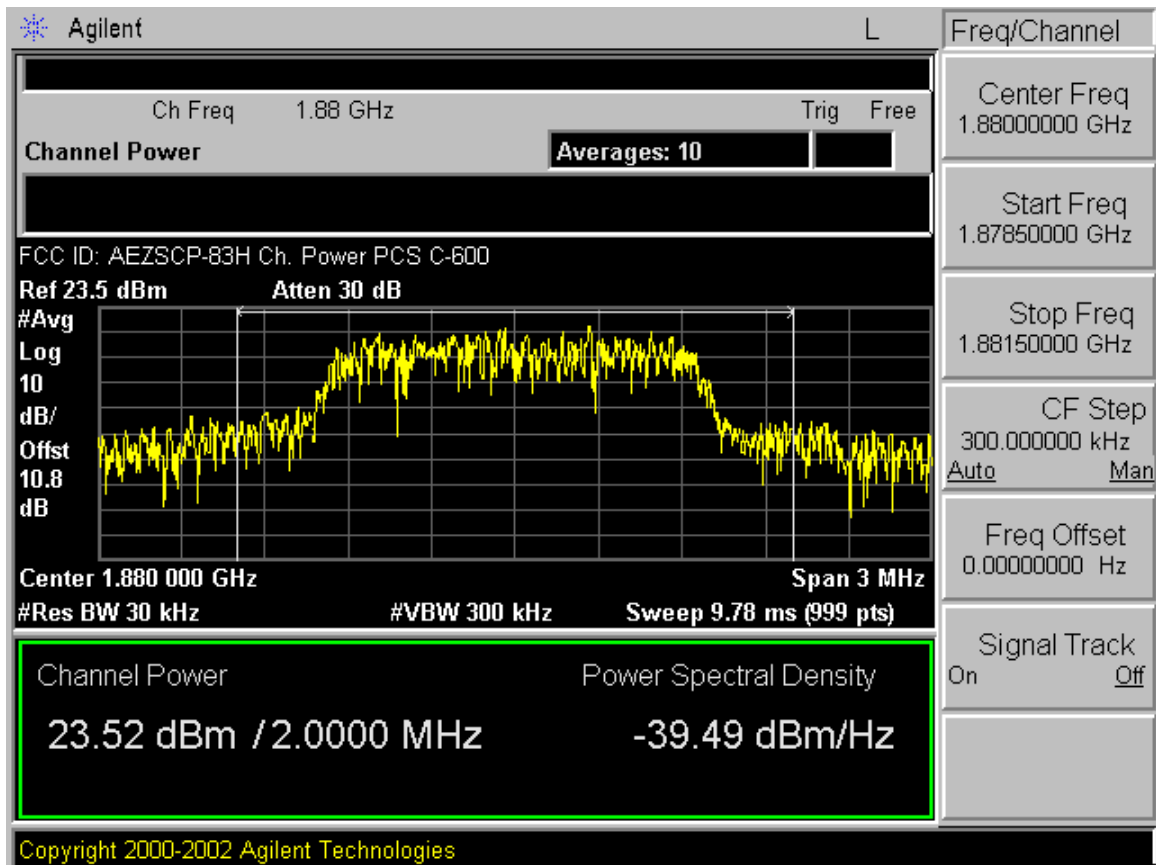 Agilent L Freq/Channel
Ch Freq 1.88 GHz Trig Free
Channel Power Averages: 10
FCC ID: AEZSCP-83H Ch. Power PCS C-600
Ref 23.5 dBm Atten 30 dB
#Avg
Log
10
dB/
Offst
10.8
dB
Center 1.880 000 GHz Span 3 MHz
#Res BW 30 kHz #VBW 300 kHz Sweep 9.78 ms (999 pts)
Channel Power Power Spectral Density
23.52 dBm / 2.0000 MHz -39.49 dBm/Hz
Copyright 2000-2002 Agilent Technologies
Center Freq
1.88000000 GHz
Start Freq
1.87850000 GHz
Stop Freq
1.88150000 GHz
CF Step
300.000000 kHz
Auto Man
Freq Offset
0.00000000 Hz
Signal Track
On Off